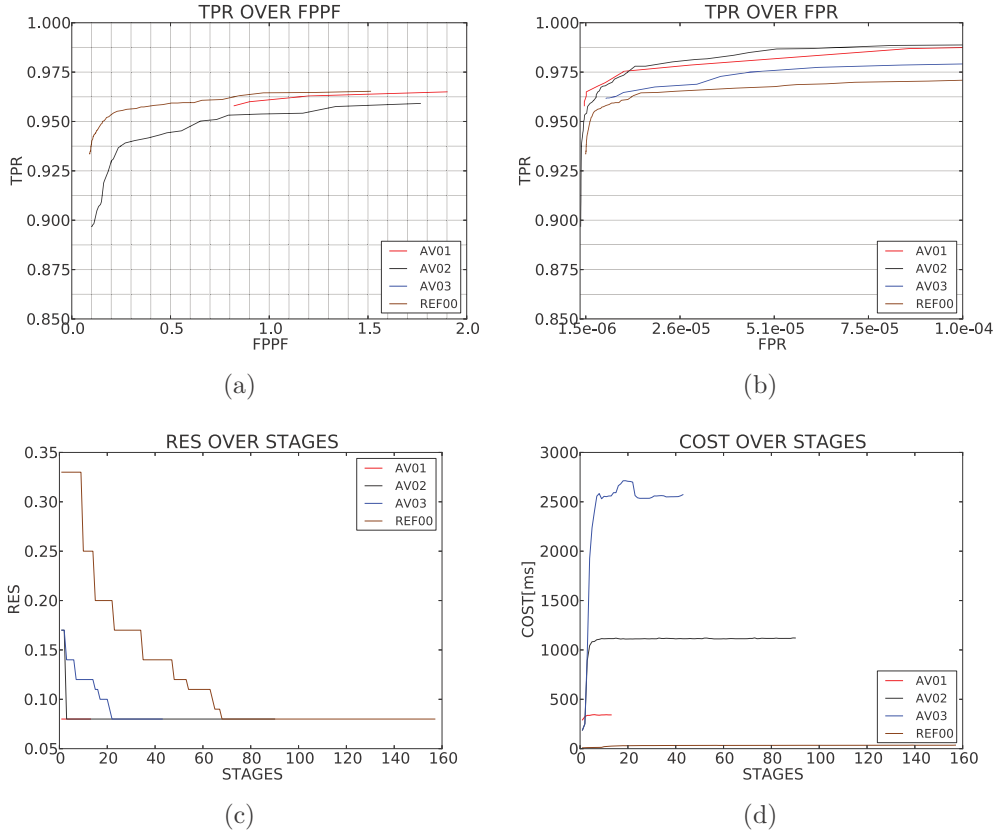 TPR OVER FPPF
1.000
0.975
0.950
0.925
0.900
0.875
0.850
TPR
0.0 0.5 1.0 1.5 2.0
FPPF
AV01
AV02
AV03
REF00
(a)
TPR OVER FPR
1.000
0.975
0.950
0.925
0.900
0.875
0.850
TPR
1.5e-06 2.6e-05 5.1e-05 7.5e-05 1.0e-04
FPR
AV01
AV02
AV03
REF00
(b)
RES OVER STAGES
0.35
0.30
0.25
0.20
0.15
0.10
0.05
RES
0 20 40 60 80 100 120 140 160
STAGES
AV01
AV02
AV03
REF00
(c)
COST OVER STAGES
3000
2500
2000
1500
1000
500
0
COST[ms]
0 20 40 60 80 100 120 140 160
STAGES
AV01
AV02
AV03
REF00
(d)